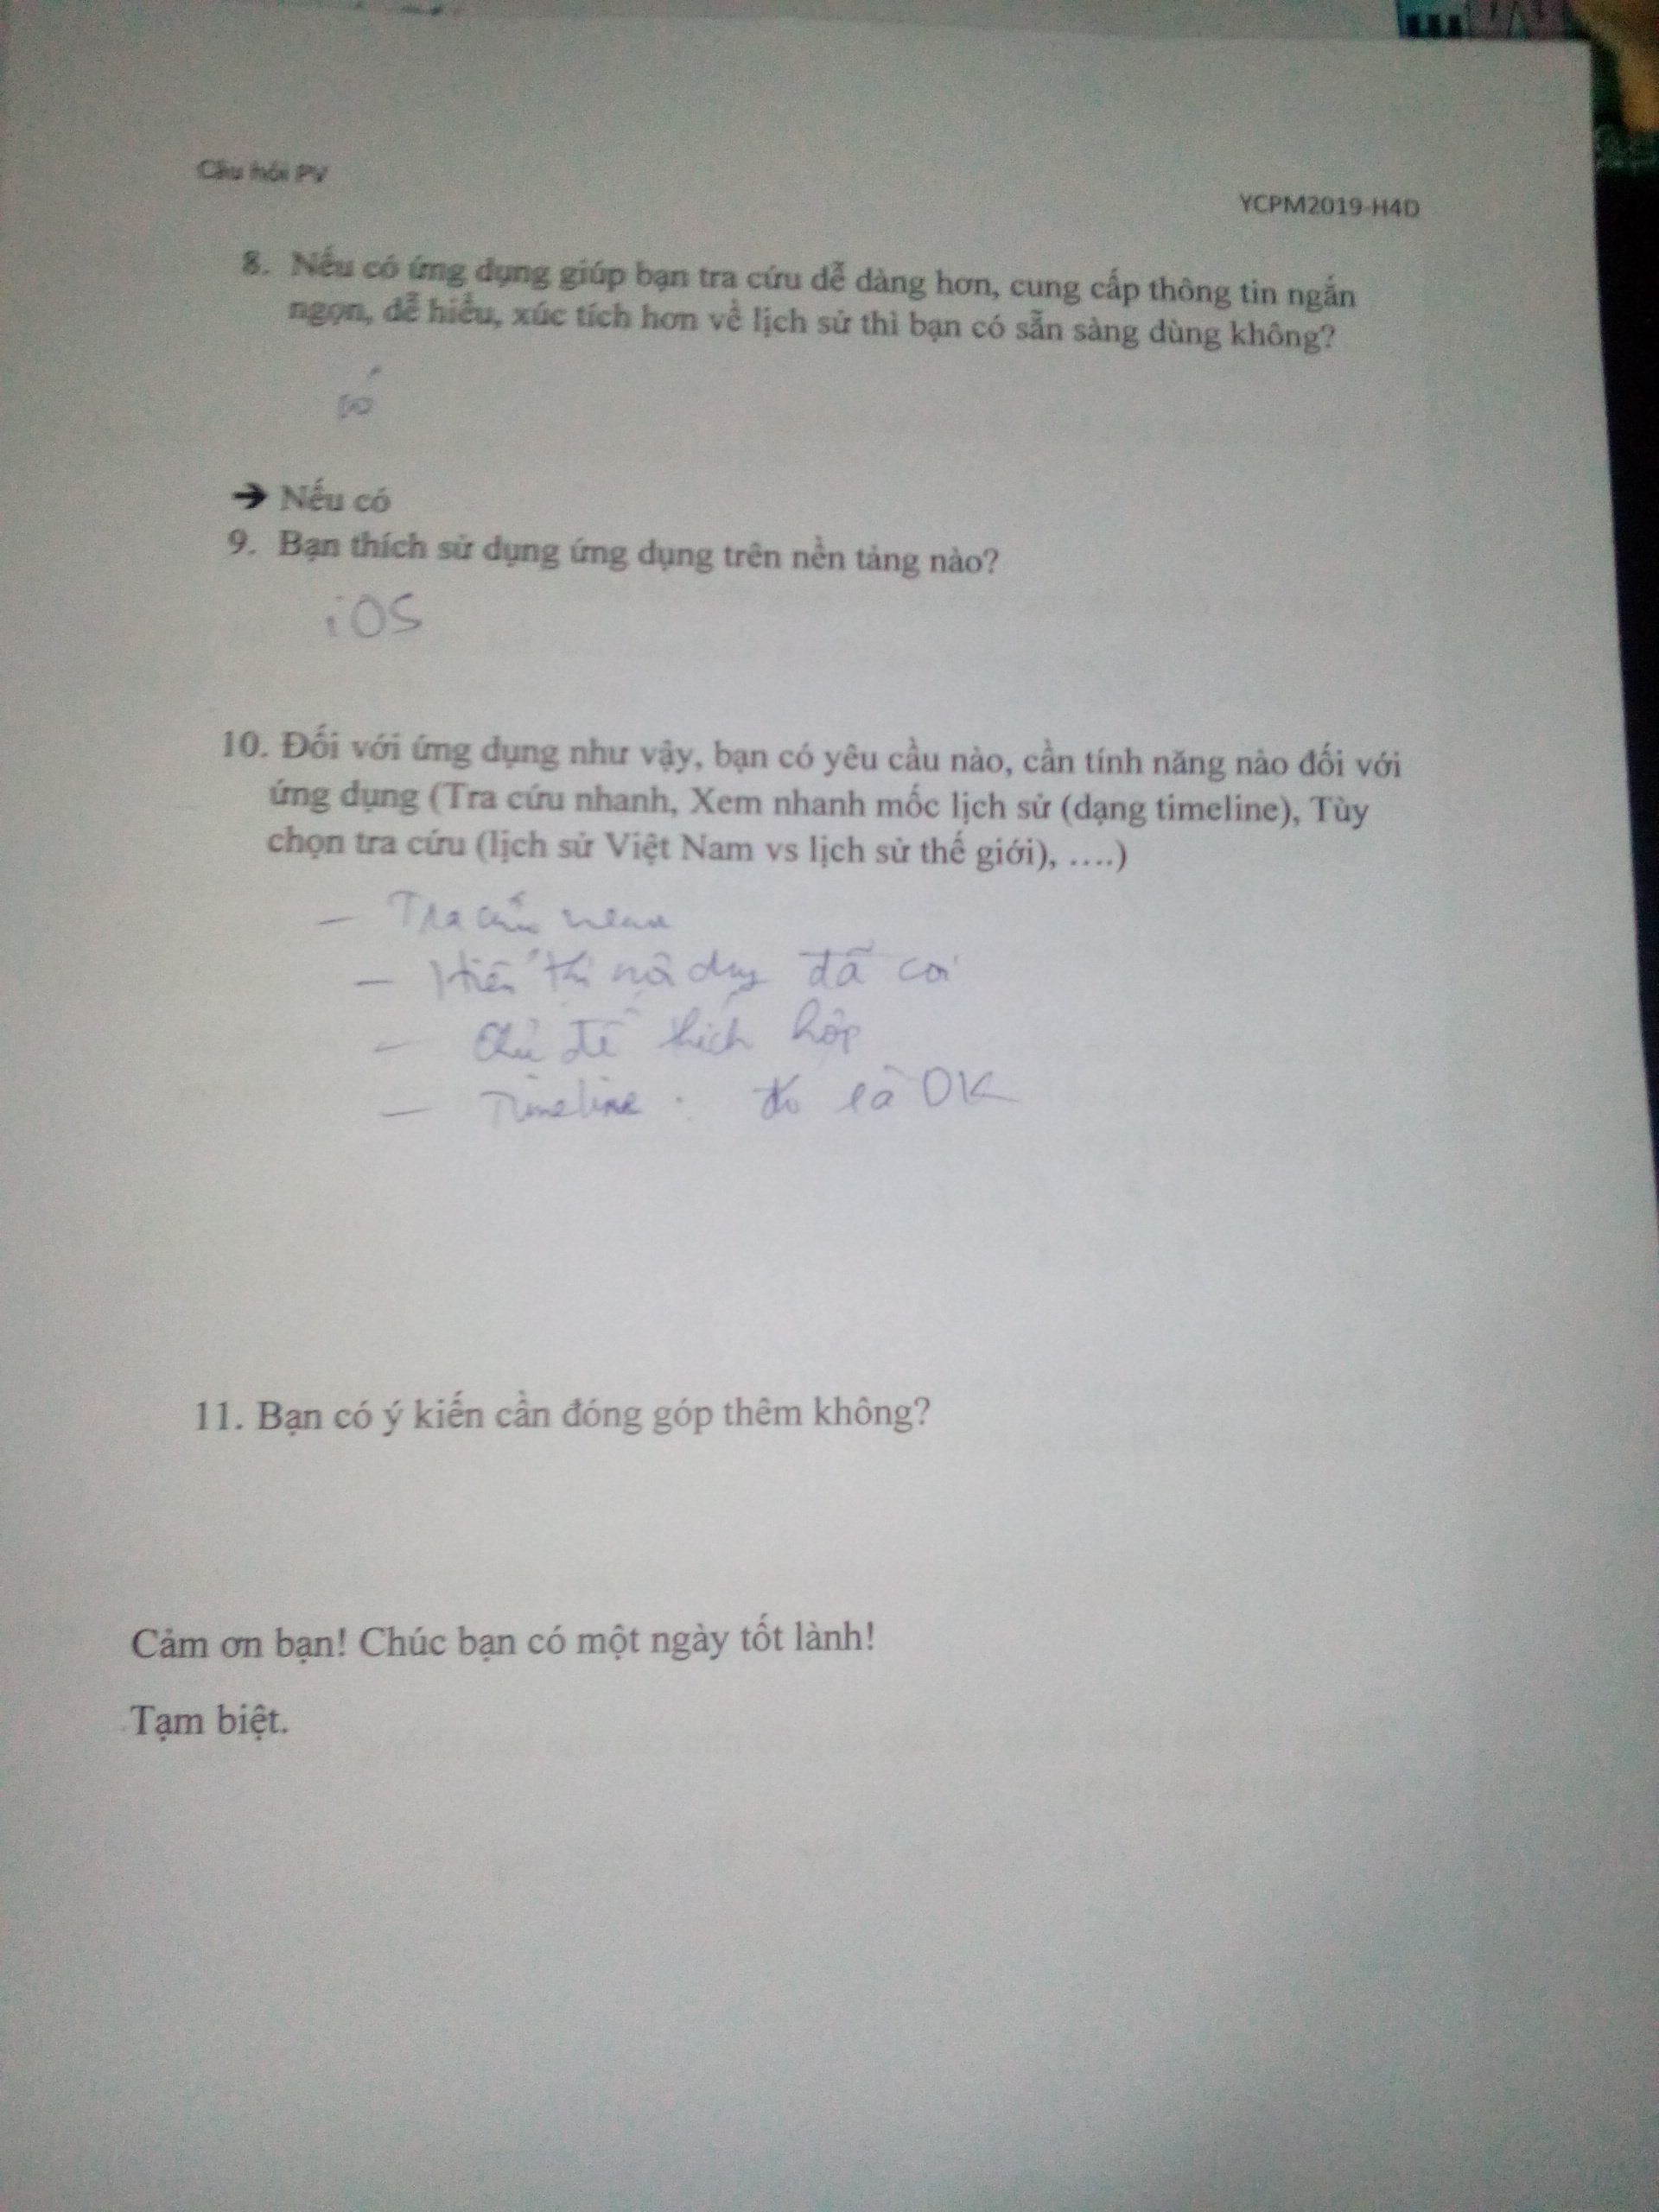 Câu hỏi PV
YCPM2019-H4D
8. Nếu có ứng dụng giúp bạn tra cứu dễ dàng hơn, cung cấp thông tin ngắn
ngọn, dễ hiểu, xúc tích hơn về lịch sử thì bạn có sẵn sàng dùng không?
có
➔ Nếu có
9. Bạn thích sử dụng ứng dụng trên nền tảng nào?
iOS
10. Đối với ứng dụng như vậy, bạn có yêu cầu nào, cần tính năng nào đối với
ứng dụng (Tra cứu nhanh, Xem nhanh mốc lịch sử (dạng timeline), Tùy
chọn tra cứu (lịch sử Việt Nam vs lịch sử thế giới), ....)
– Tra cứu
– Hiển thị nội dung đã coi
– Chủ đề thích hợp
– Timeline : là OK
11. Bạn có ý kiến cần đóng góp thêm không?
Cảm ơn bạn! Chúc bạn có một ngày tốt lành!
Tạm biệt.